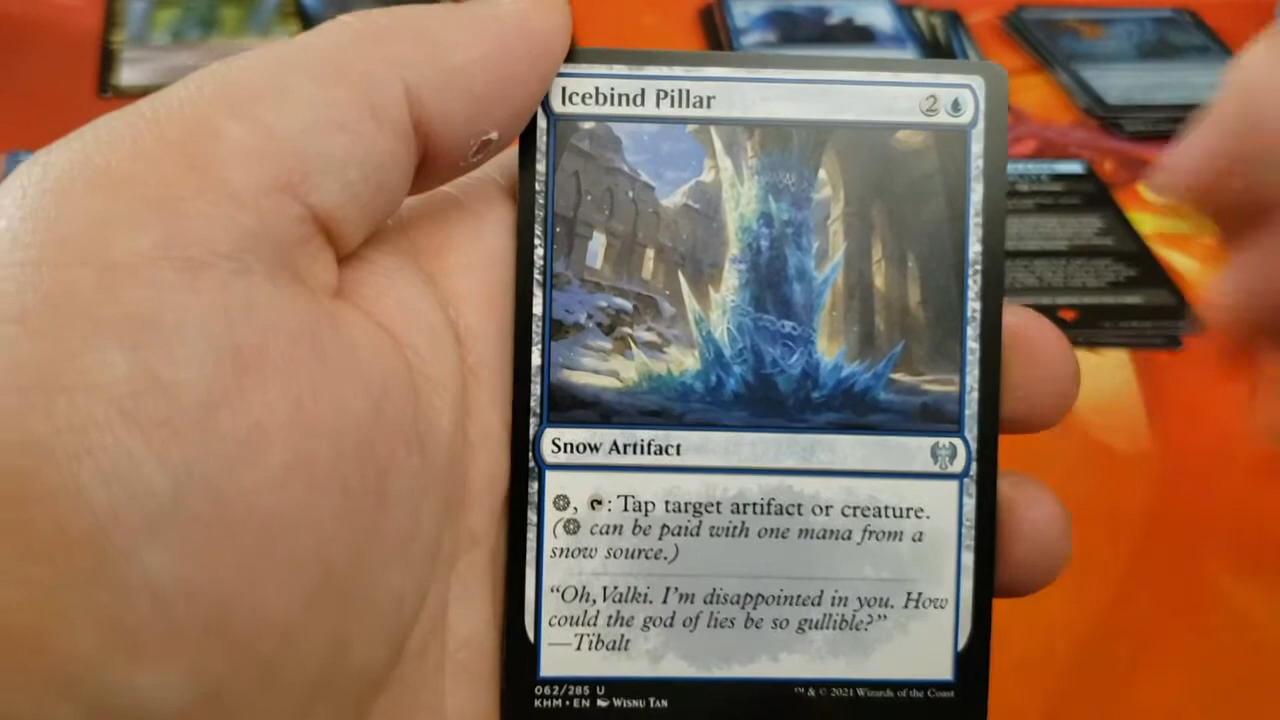 Icebind Pillar 2
Snow Artifact
: Tap target artifact or creature.
( can be paid with one mana from a
snow source.)
“Oh, Valki. I'm disappointed in you. How
could the god of lies be so gullible?”
—Tibalt
062/285 U
KHM • EN Wisnu Tan
™ & © 2021 Wizards of the Coast